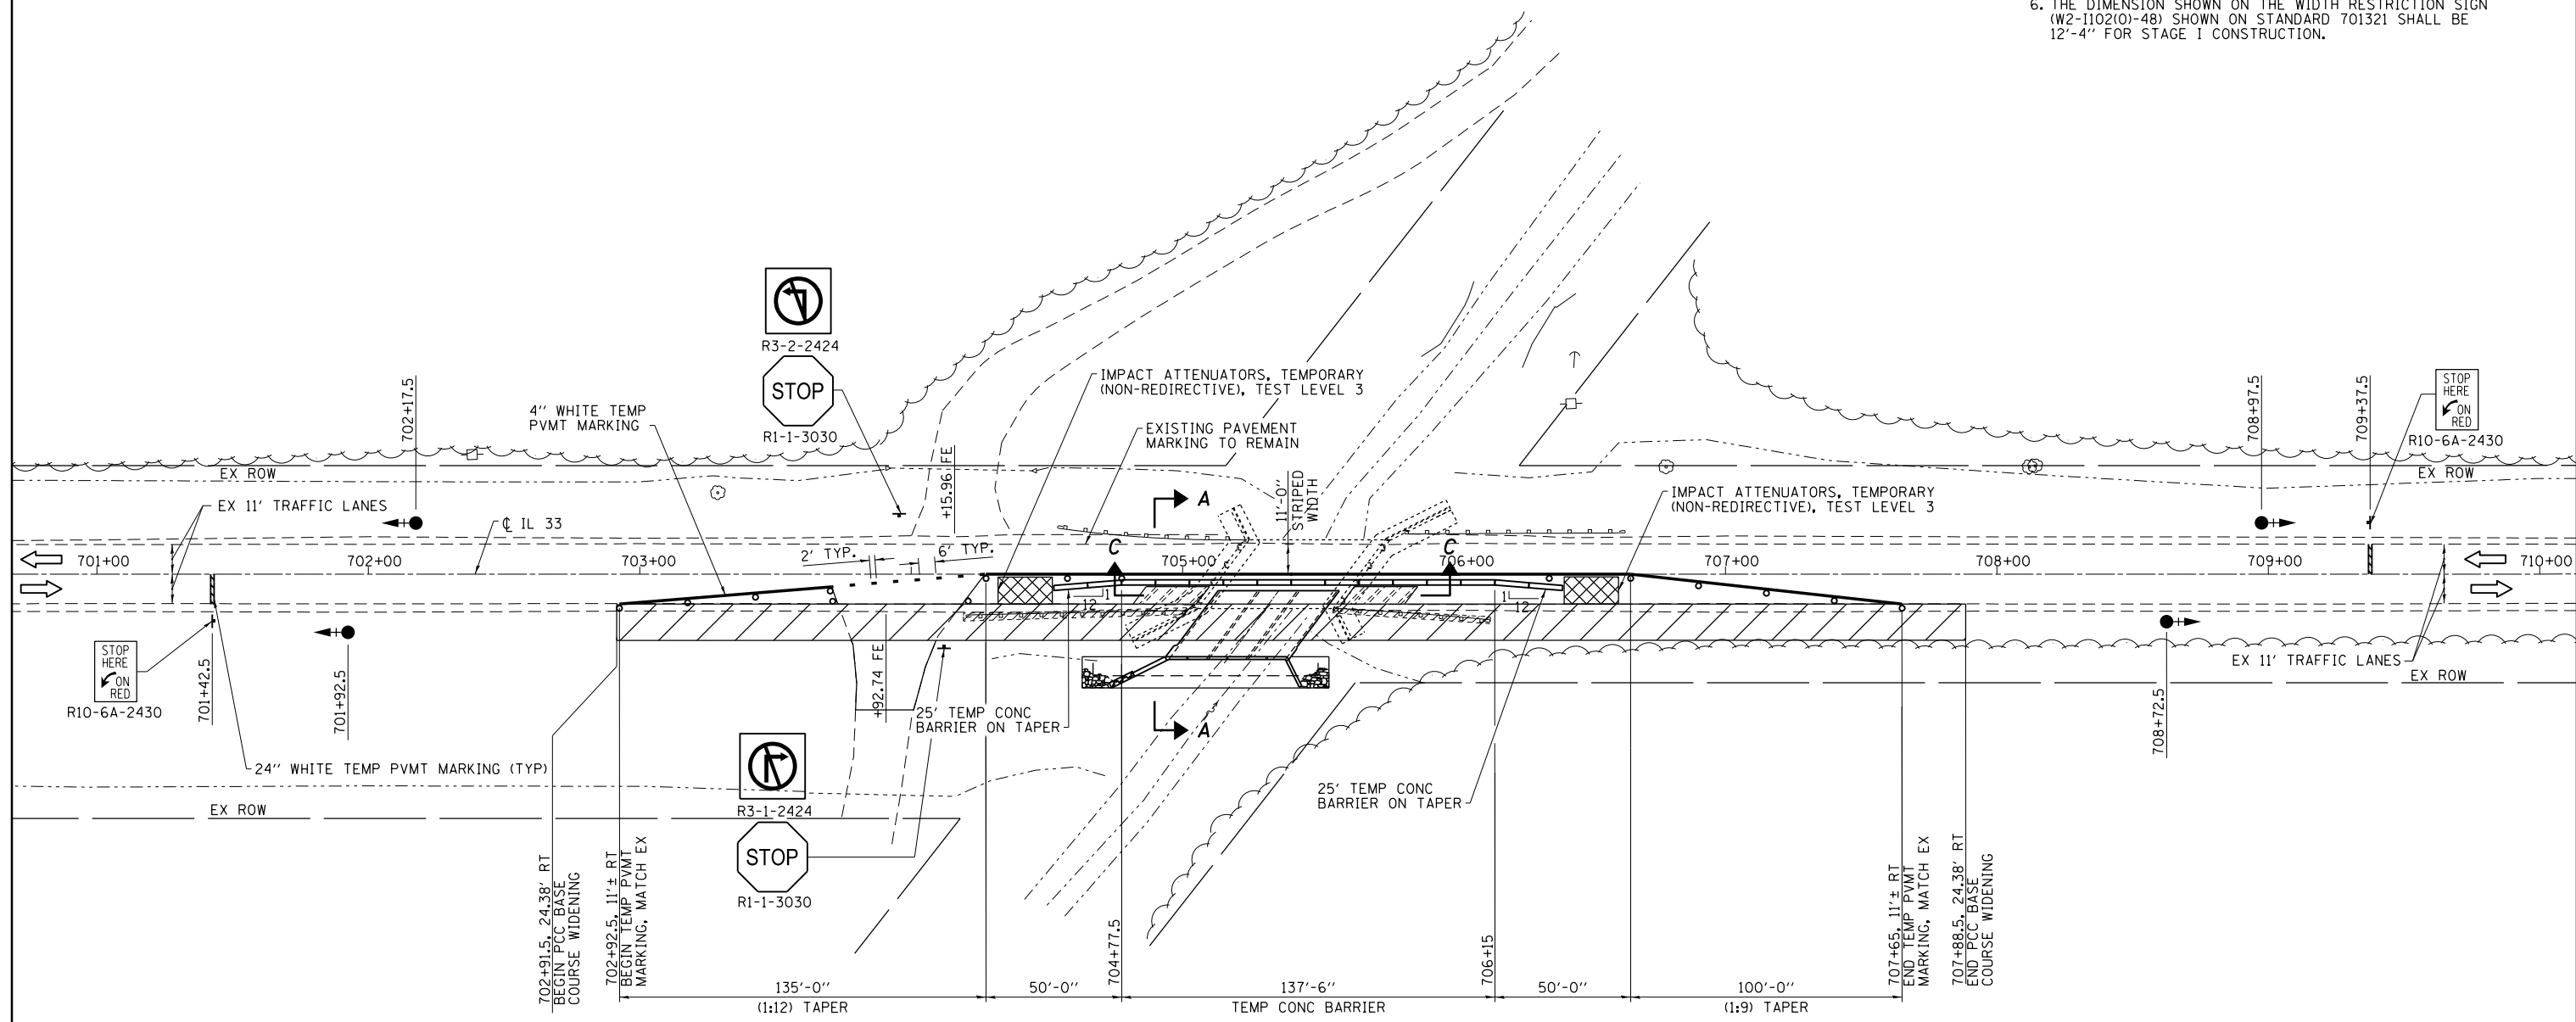 6. THE DIMENSION SHOWN ON THE WIDTH RESTRICTION SIGN
(W2-I102(O)-48) SHOWN ON STANDARD 701321 SHALL BE
12'-4'' FOR STAGE I CONSTRUCTION.
R3-2-2424
STOP
R1-1-3030
IMPACT ATTENUATORS, TEMPORARY
(NON-REDIRECTIVE), TEST LEVEL 3
4'' WHITE TEMP
PVMT MARKING
EXISTING PAVEMENT
MARKING TO REMAIN
702+17.5
708+97.5
709+37.5
STOP
HERE
ON
RED
R10-6A-2430
EX ROW
EX ROW
+15.96 FE
A
11'-0''
STRIPED
WIDTH
IMPACT ATTENUATORS, TEMPORARY
(NON-REDIRECTIVE), TEST LEVEL 3
EX 11' TRAFFIC LANES
℄ IL 33
2' TYP.
6' TYP.
C
C
701+00
702+00
703+00
705+00
706+00
707+00
708+00
709+00
710+00
1
12
1
12
STOP
HERE
ON
RED
R10-6A-2430
701+42.5
701+92.5
+92.74 FE
25' TEMP CONC
BARRIER ON TAPER
A
EX 11' TRAFFIC LANES
EX ROW
708+72.5
24'' WHITE TEMP PVMT MARKING (TYP)
EX ROW
R3-1-2424
STOP
R1-1-3030
25' TEMP CONC
BARRIER ON TAPER
702+91.5, 24.38' RT
BEGIN PCC BASE
COURSE WIDENING
702+92.5, 11'± RT
BEGIN TEMP PVMT
MARKING, MATCH EX
704+77.5
706+15
707+65, 11'± RT
END TEMP PVMT
MARKING, MATCH EX
707+88.5, 24.38' RT
END PCC BASE
COURSE WIDENING
135'-0''
(1:12) TAPER
50'-0''
137'-6''
TEMP CONC BARRIER
50'-0''
100'-0''
(1:9) TAPER